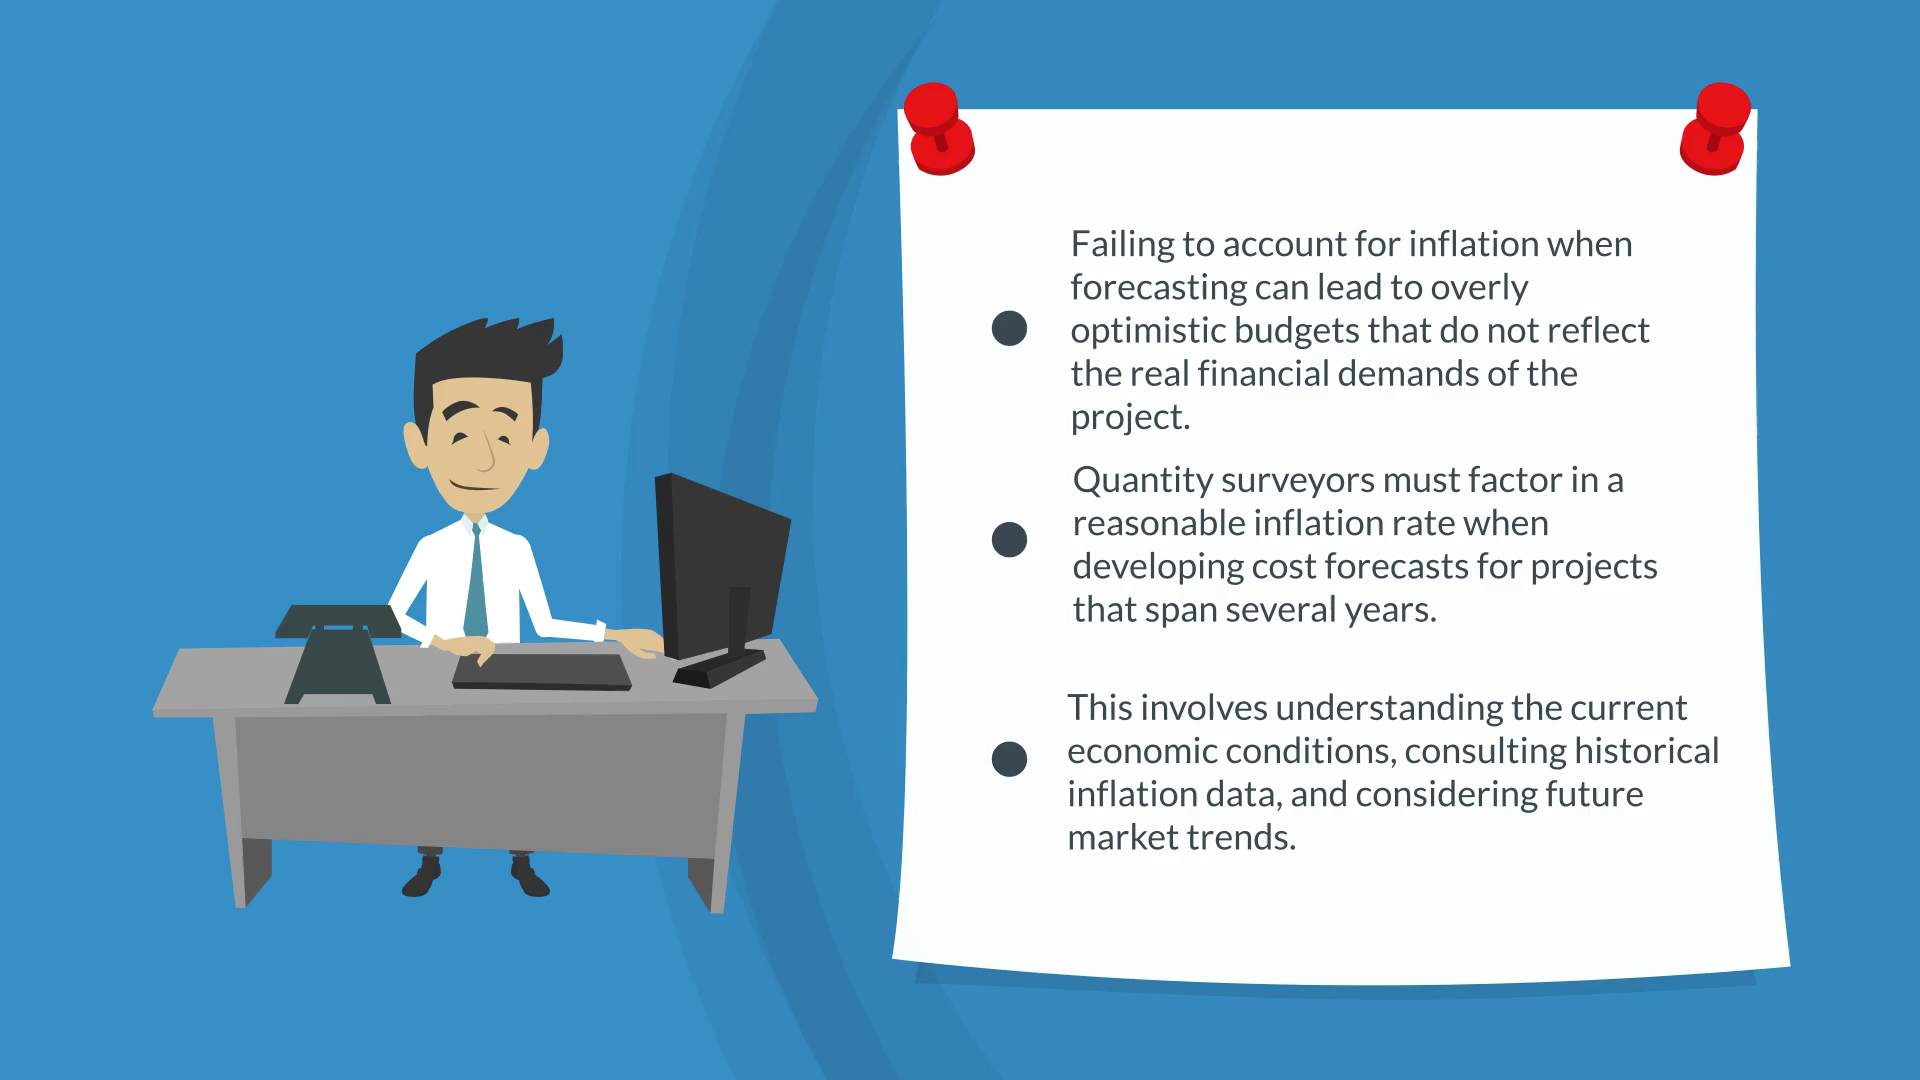 Failing to account for inflation when
forecasting can lead to overly
optimistic budgets that do not reflect
the real financial demands of the
project.
Quantity surveyors must factor in a
reasonable inflation rate when
developing cost forecasts for projects
that span several years.
This involves understanding the current
economic conditions, consulting historical
inflation data, and considering future
market trends.